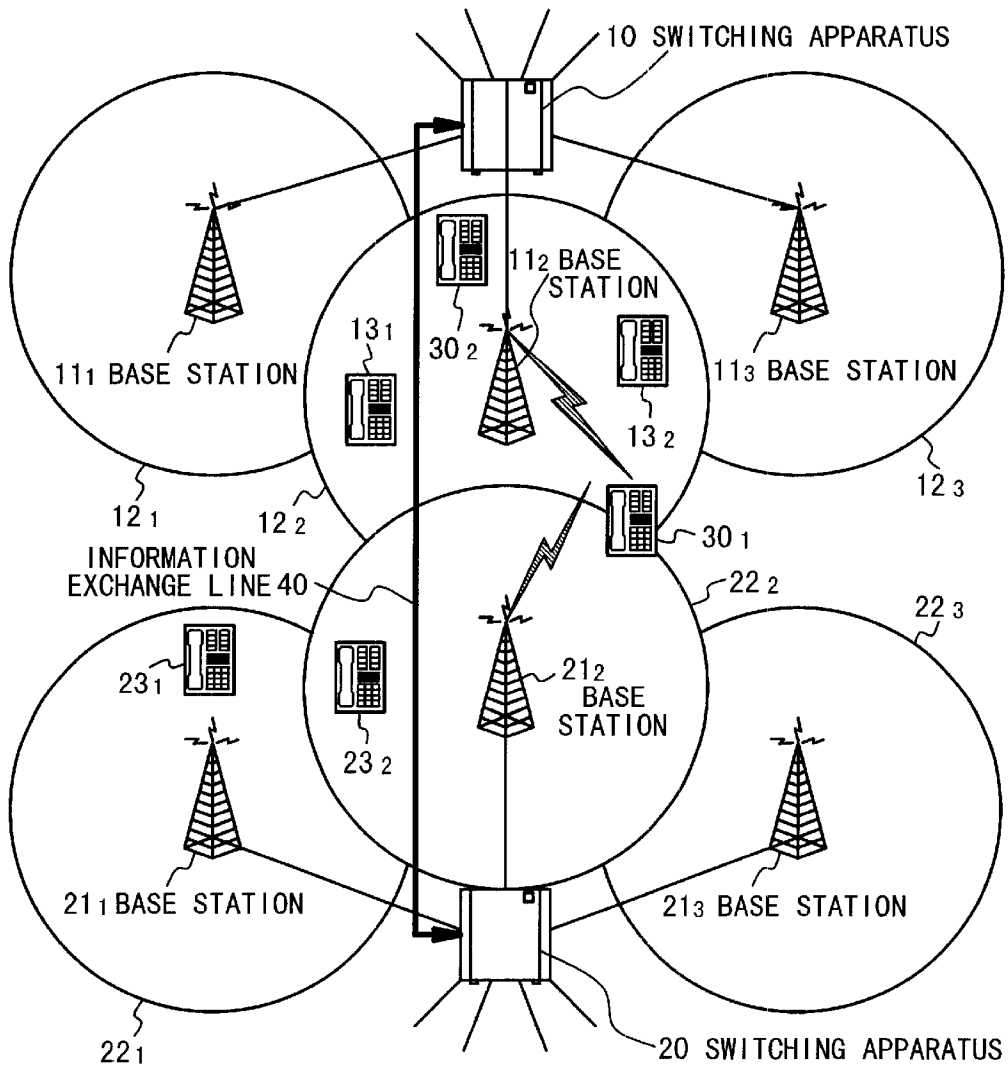 10 SWITCHING APPARATUS
11₂ BASE
STATION
13₁
30₂
11₁ BASE STATION
13₂
11₃ BASE STATION
12₁
12₂
12₃
30₁
INFORMATION
EXCHANGE LINE 40
22₂
22₃
23₁
21₂
BASE
STATION
23₂
21₁ BASE STATION
21₃ BASE STATION
22₁
20 SWITCHING APPARATUS